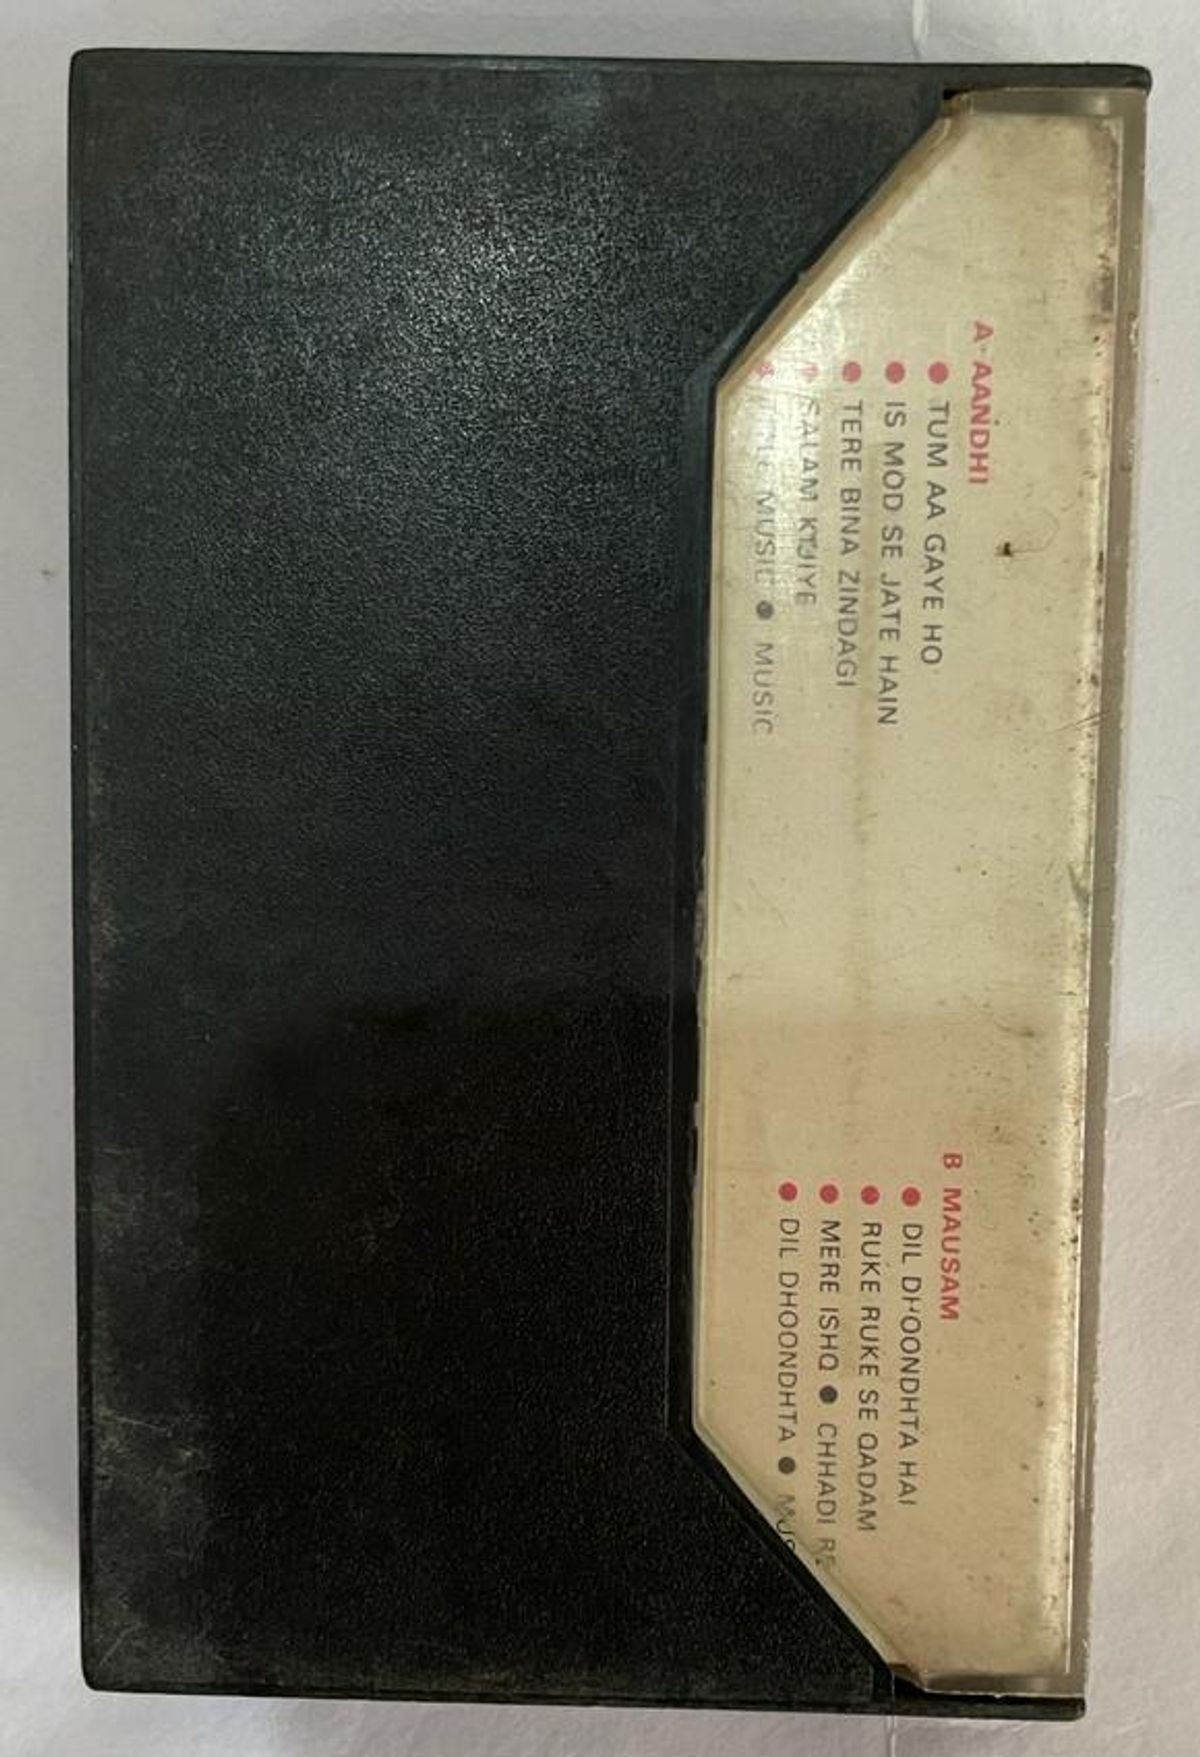 A - AANDHI
● TUM AA GAYE HO
● IS MOD SE JATE HAIN
● TERE BINA ZINDAGI
● SALAM KIJIYE
● MUSIC ● MUSIC
B MAUSAM
● DIL DHOONDHTA HAI
● RUKE RUKE SE QADAM
● MERE ISHQ ● CHHADI RE
● DIL DHOONDHTA ●